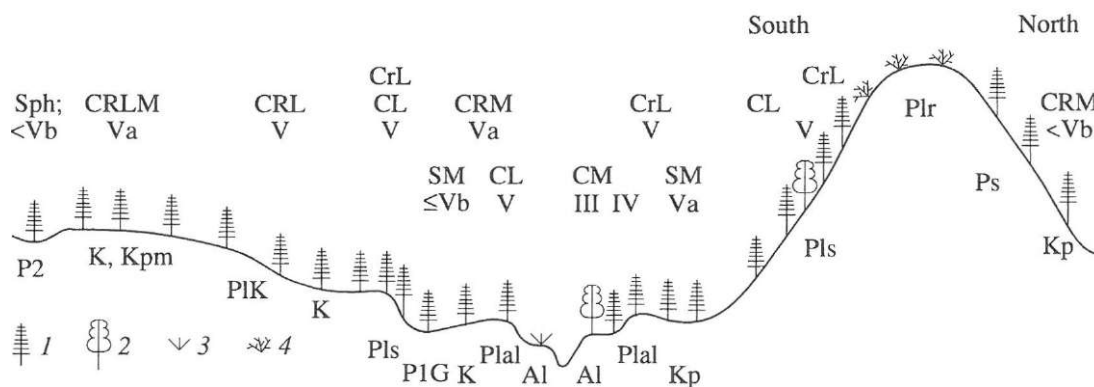 South North
CrL CrL
Sph; CRLM CRL CL CRM CrL CL V CRM
<Vb Va V V Va V <Vb
Plr
SM CL CM SM
≤Vb V III IV Va
Ps
P2 K, Kpm Pls Kp
PlK K
1 2 3 4
Pls Plal Plal
P1G K Al Al Kp